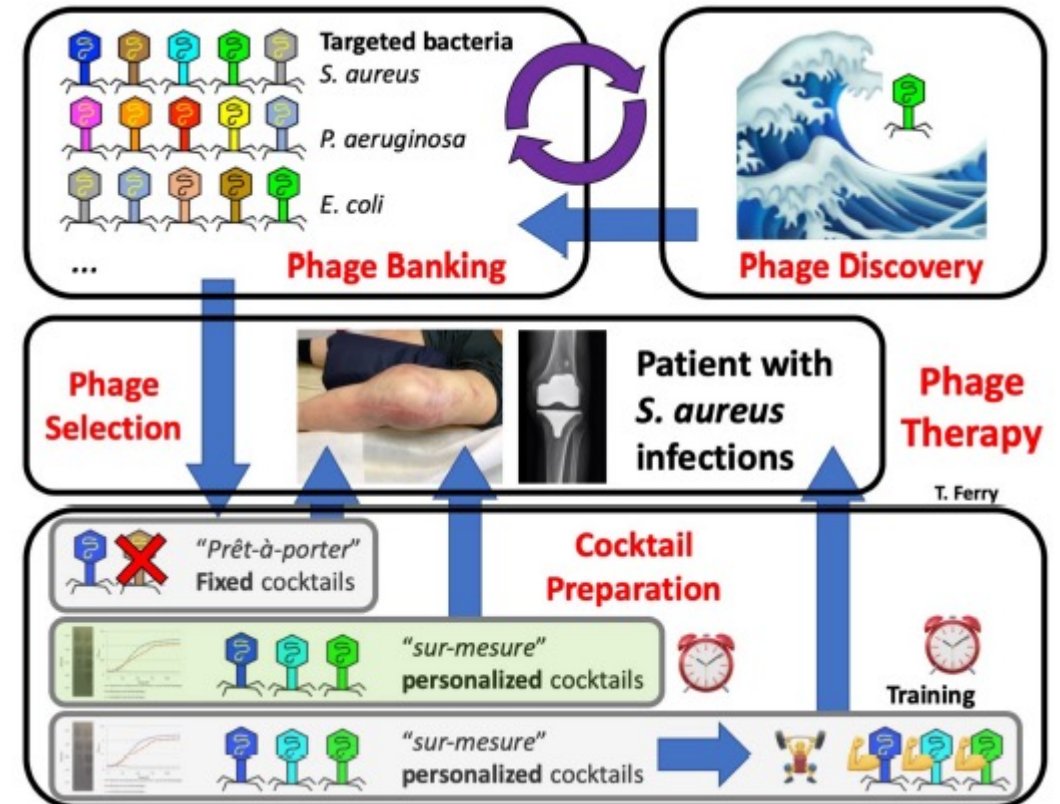 Targeted bacteria
S. aureus
P. aeruginosa
E. coli
...
Phage Banking
Phage Discovery
Phage
Selection
Patient with
S. aureus
infections
Phage
Therapy
T. Ferry
"Prêt-à-porter"
Fixed cocktails
Cocktail
Preparation
"sur-mesure"
personalized cocktails
Training
"sur-mesure"
personalized cocktails